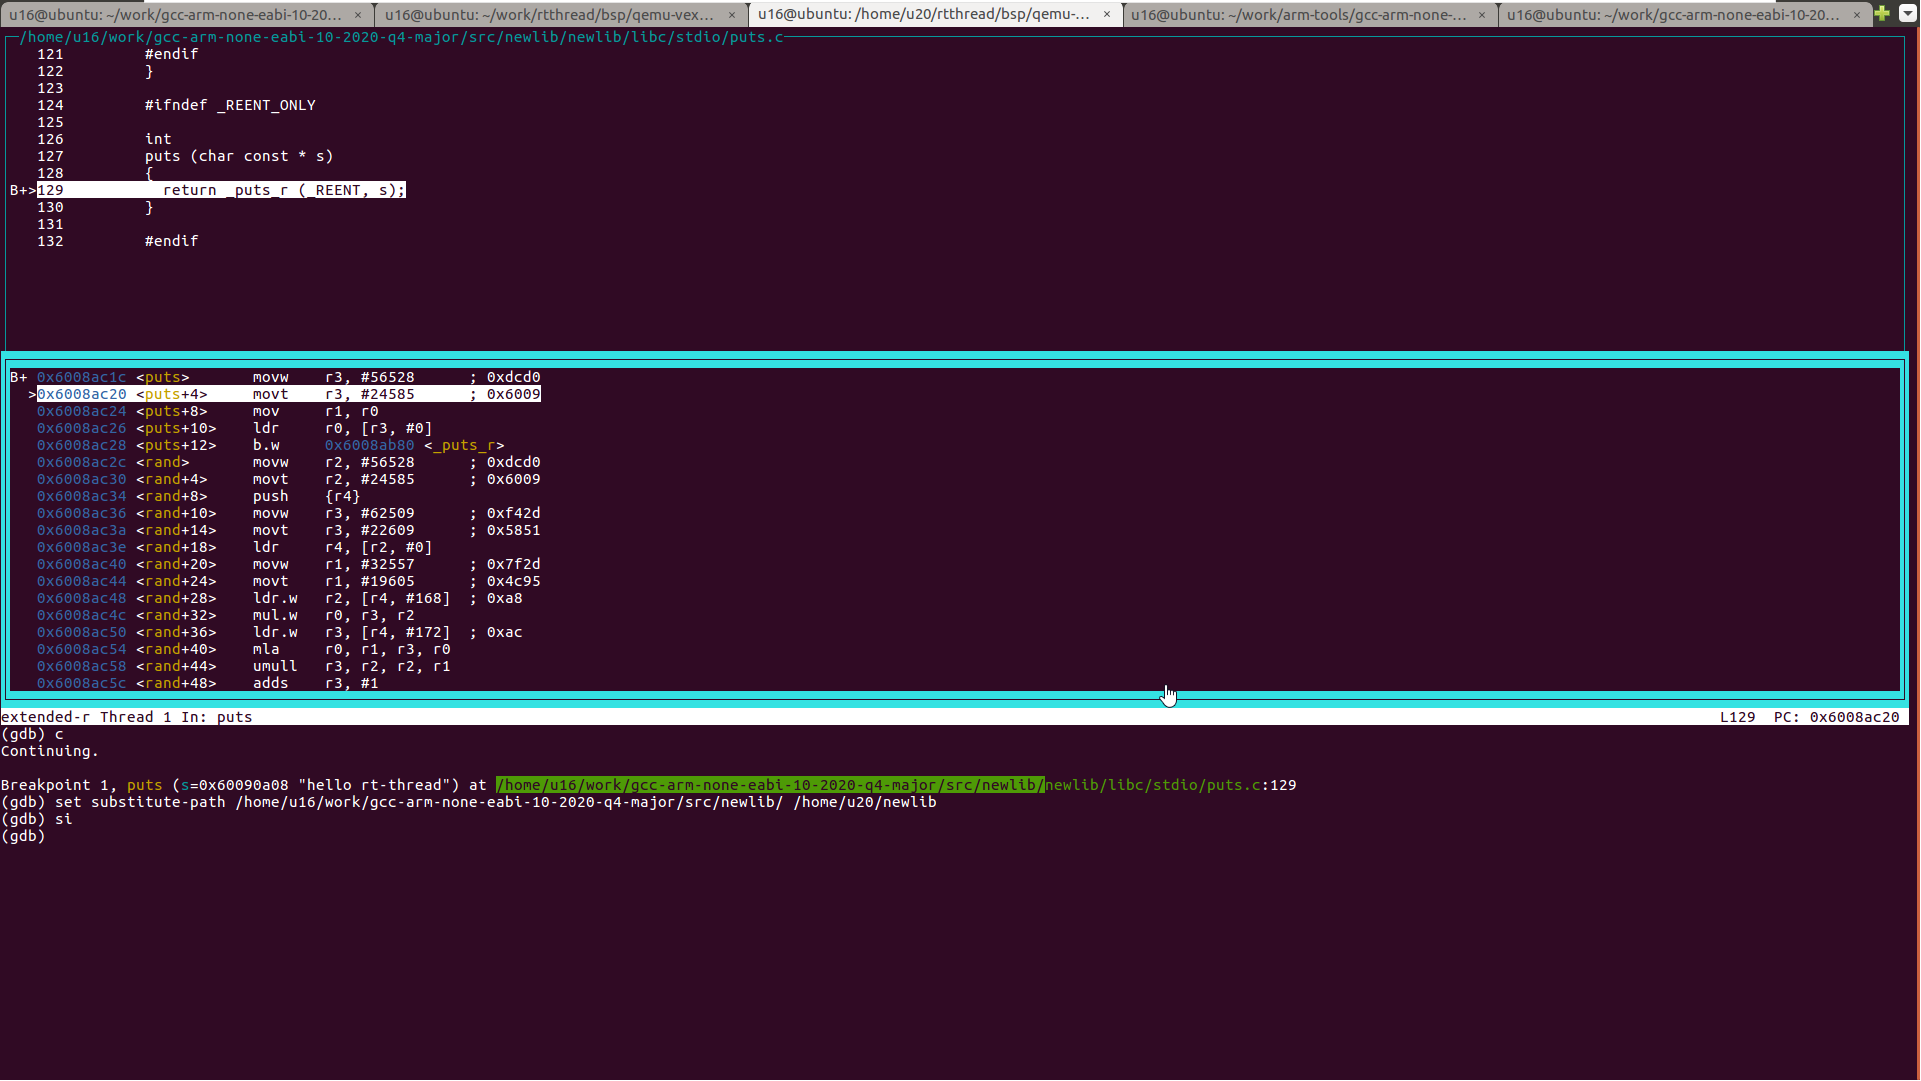 u16@ubuntu: ~/work/gcc-arm-none-eabi-10-20... × u16@ubuntu: ~/work/rtthread/bsp/qemu-vex... × u16@ubuntu: /home/u20/rtthread/bsp/qemu-... × u16@ubuntu: ~/work/arm-tools/gcc-arm-none-... × u16@ubuntu: ~/work/gcc-arm-none-eabi-10-20... ×
/home/u16/work/gcc-arm-none-eabi-10-2020-q4-major/src/newlib/newlib/libc/stdio/puts.c
121 #endif
122 }
123
124 #ifndef _REENT_ONLY
125
126 int
127 puts (char const * s)
128 {
B+>129 return _puts_r (_REENT, s);
130 }
131
132 #endif
B+ 0x6008ac1c <puts> movw r3, #56528 ; 0xdcd0
>0x6008ac20 <puts+4> movt r3, #24585 ; 0x6009
0x6008ac24 <puts+8> mov r1, r0
0x6008ac26 <puts+10> ldr r0, [r3, #0]
0x6008ac28 <puts+12> b.w 0x6008ab80 <_puts_r>
0x6008ac2c <rand> movw r2, #56528 ; 0xdcd0
0x6008ac30 <rand+4> movt r2, #24585 ; 0x6009
0x6008ac34 <rand+8> push {r4}
0x6008ac36 <rand+10> movw r3, #62509 ; 0xf42d
0x6008ac3a <rand+14> movt r3, #22609 ; 0x5851
0x6008ac3e <rand+18> ldr r4, [r2, #0]
0x6008ac40 <rand+20> movw r1, #32557 ; 0x7f2d
0x6008ac44 <rand+24> movt r1, #19605 ; 0x4c95
0x6008ac48 <rand+28> ldr.w r2, [r4, #168] ; 0xa8
0x6008ac4c <rand+32> mul.w r0, r3, r2
0x6008ac50 <rand+36> ldr.w r3, [r4, #172] ; 0xac
0x6008ac54 <rand+40> mla r0, r1, r3, r0
0x6008ac58 <rand+44> umull r3, r2, r2, r1
0x6008ac5c <rand+48> adds r3, #1
extended-r Thread 1 In: puts L129 PC: 0x6008ac20
(gdb) c
Continuing.
Breakpoint 1, puts (s=0x60090a08 "hello rt-thread") at /home/u16/work/gcc-arm-none-eabi-10-2020-q4-major/src/newlib/newlib/libc/stdio/puts.c:129
(gdb) set substitute-path /home/u16/work/gcc-arm-none-eabi-10-2020-q4-major/src/newlib/ /home/u20/newlib
(gdb) si
(gdb)